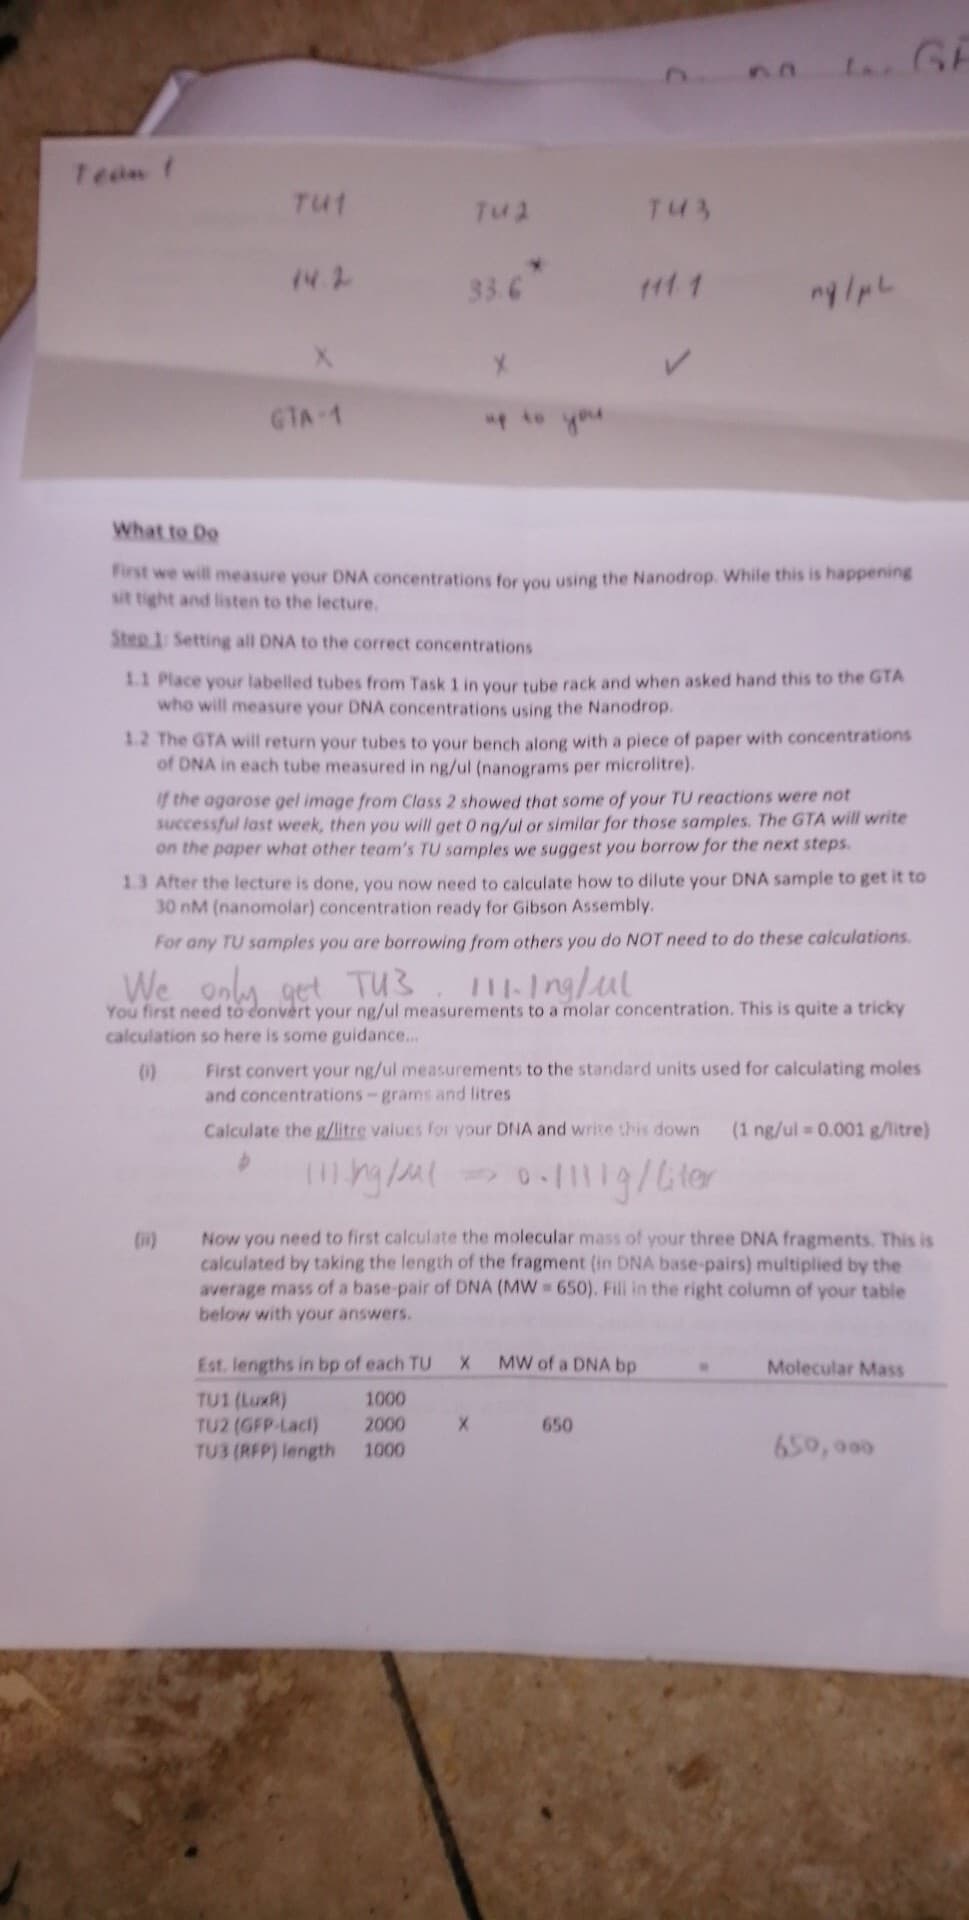 Team 1
TU1 TU2 TU3
14.2 33.6* 111.1 ng/µL
X X ✓
GTA-1 up to you
What to Do
First we will measure your DNA concentrations for you using the Nanodrop. While this is happening
sit tight and listen to the lecture.
Step 1: Setting all DNA to the correct concentrations
1.1 Place your labelled tubes from Task 1 in your tube rack and when asked hand this to the GTA
who will measure your DNA concentrations using the Nanodrop.
1.2 The GTA will return your tubes to your bench along with a piece of paper with concentrations
of DNA in each tube measured in ng/ul (nanograms per microlitre).
If the agarose gel image from Class 2 showed that some of your TU reactions were not
successful last week, then you will get 0 ng/ul or similar for those samples. The GTA will write
on the paper what other team's TU samples we suggest you borrow for the next steps.
1.3 After the lecture is done, you now need to calculate how to dilute your DNA sample to get it to
30 nM (nanomolar) concentration ready for Gibson Assembly.
For any TU samples you are borrowing from others you do NOT need to do these calculations.
We only get TU3. 111.1ng/ul
You first need to convert your ng/ul measurements to a molar concentration. This is quite a tricky
calculation so here is some guidance...
(i) First convert your ng/ul measurements to the standard units used for calculating moles
and concentrations – grams and litres
Calculate the g/litre values for your DNA and write this down (1 ng/ul = 0.001 g/litre)
111.1ng/ul => 0.1111g/Liter
(ii) Now you need to first calculate the molecular mass of your three DNA fragments. This is
calculated by taking the length of the fragment (in DNA base-pairs) multiplied by the
average mass of a base-pair of DNA (MW = 650). Fill in the right column of your table
below with your answers.
Est. lengths in bp of each TU X MW of a DNA bp = Molecular Mass
TU1 (LuxR) 1000
TU2 (GFP-LacI) 2000 X 650
TU3 (RFP) length 1000 650,000